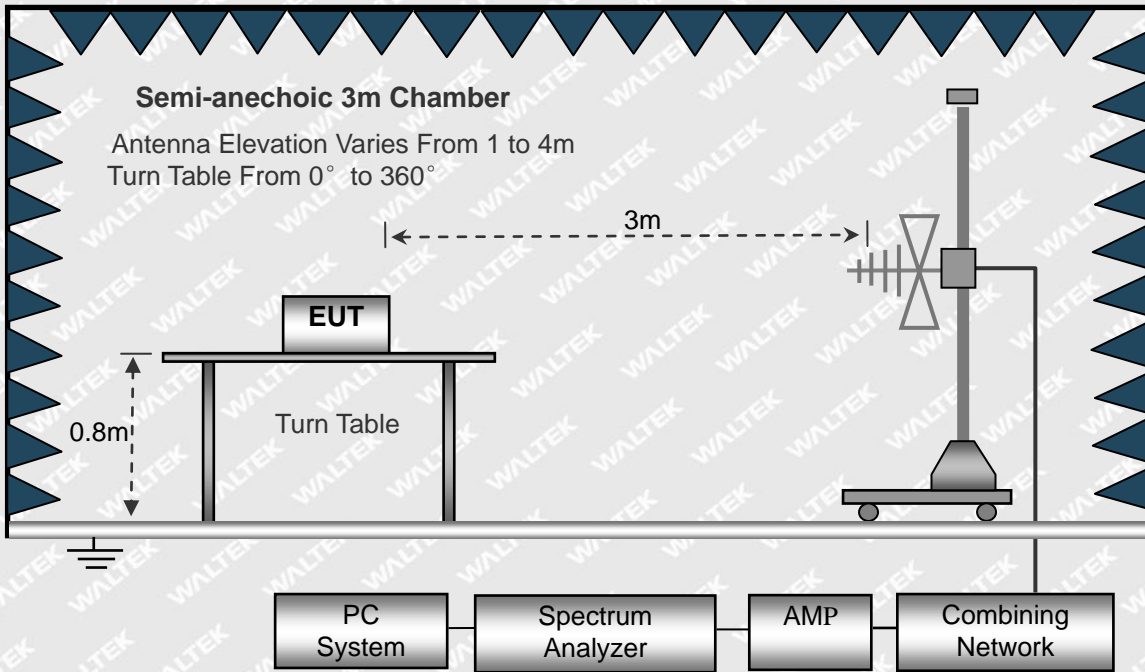 Semi-anechoic 3m Chamber
Antenna Elevation Varies From 1 to 4m
Turn Table From 0° to 360°
3m
EUT
0.8m
Turn Table
PC
System
Spectrum
Analyzer
AMP
Combining
Network
WALTEK